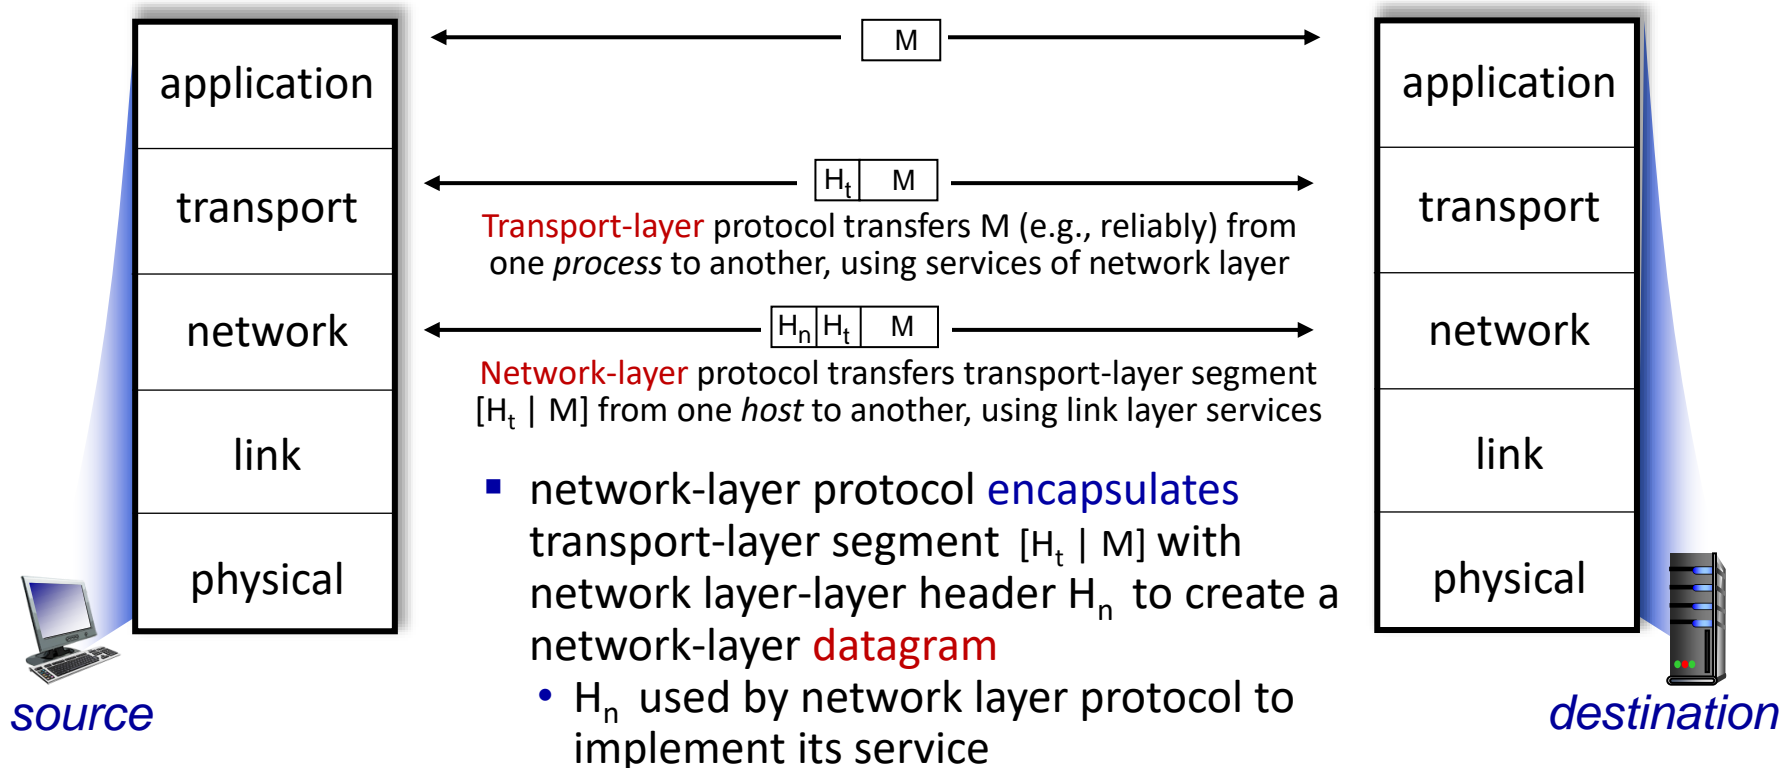 application
transport
network
link
physical
source
M
Hₜ M
Transport-layer protocol transfers M (e.g., reliably) from
one process to another, using services of network layer
Hₙ Hₜ M
Network-layer protocol transfers transport-layer segment
[Hₜ | M] from one host to another, using link layer services
▪ network-layer protocol encapsulates
transport-layer segment [Hₜ | M] with
network layer-layer header Hₙ to create a
network-layer datagram
• Hₙ used by network layer protocol to
implement its service
application
transport
network
link
physical
destination